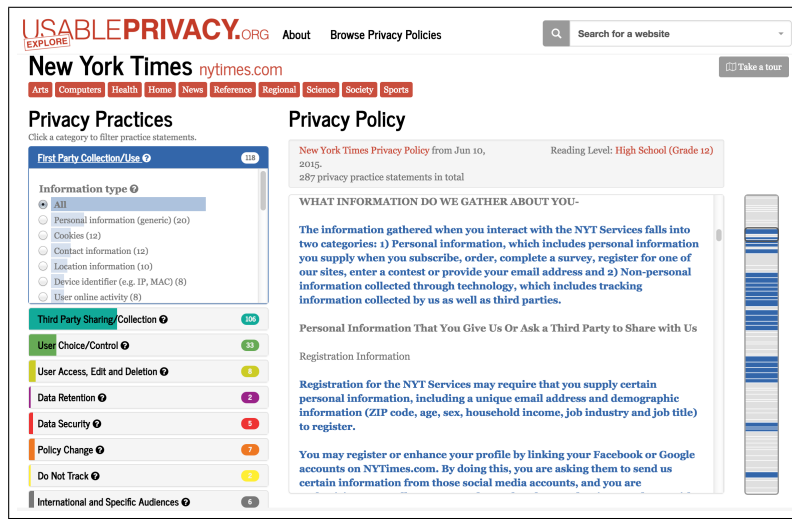 USABLEPRIVACY.ORG
EXPLORE
About
Browse Privacy Policies
Search for a website
New York Times nytimes.com
Take a tour
Arts Computers Health Home News Reference Regional Science Society Sports
Privacy Practices
Click a category to filter practice statements.
First Party Collection/Use 118
Information type
All
Personal information (generic) (20)
Cookies (12)
Contact information (12)
Location information (10)
Device identifier (e.g. IP, MAC) (8)
User online activity (8)
Third Party Sharing/Collection 106
User Choice/Control 33
User Access, Edit and Deletion 8
Data Retention 2
Data Security 5
Policy Change 7
Do Not Track
International and Specific Audiences 6
Privacy Policy
New York Times Privacy Policy from Jun 10,
2015.
287 privacy practice statements in total
Reading Level: High School (Grade 12)
WHAT INFORMATION DO WE GATHER ABOUT YOU-
The information gathered when you interact with the NYT Services falls into
two categories: 1) Personal information, which includes personal information
you supply when you subscribe, order, complete a survey, register for one of
our sites, enter a contest or provide your email address and 2) Non-personal
information collected through technology, which includes tracking
information collected by us as well as third parties.
Personal Information That You Give Us Or Ask a Third Party to Share with Us
Registration Information
Registration for the NYT Services may require that you supply certain
personal information, including a unique email address and demographic
information (ZIP code, age, sex, household income, job industry and job title)
to register.
You may register or enhance your profile by linking your Facebook or Google
accounts on NYTimes.com. By doing this, you are asking them to send us
certain information from those social media accounts, and you are